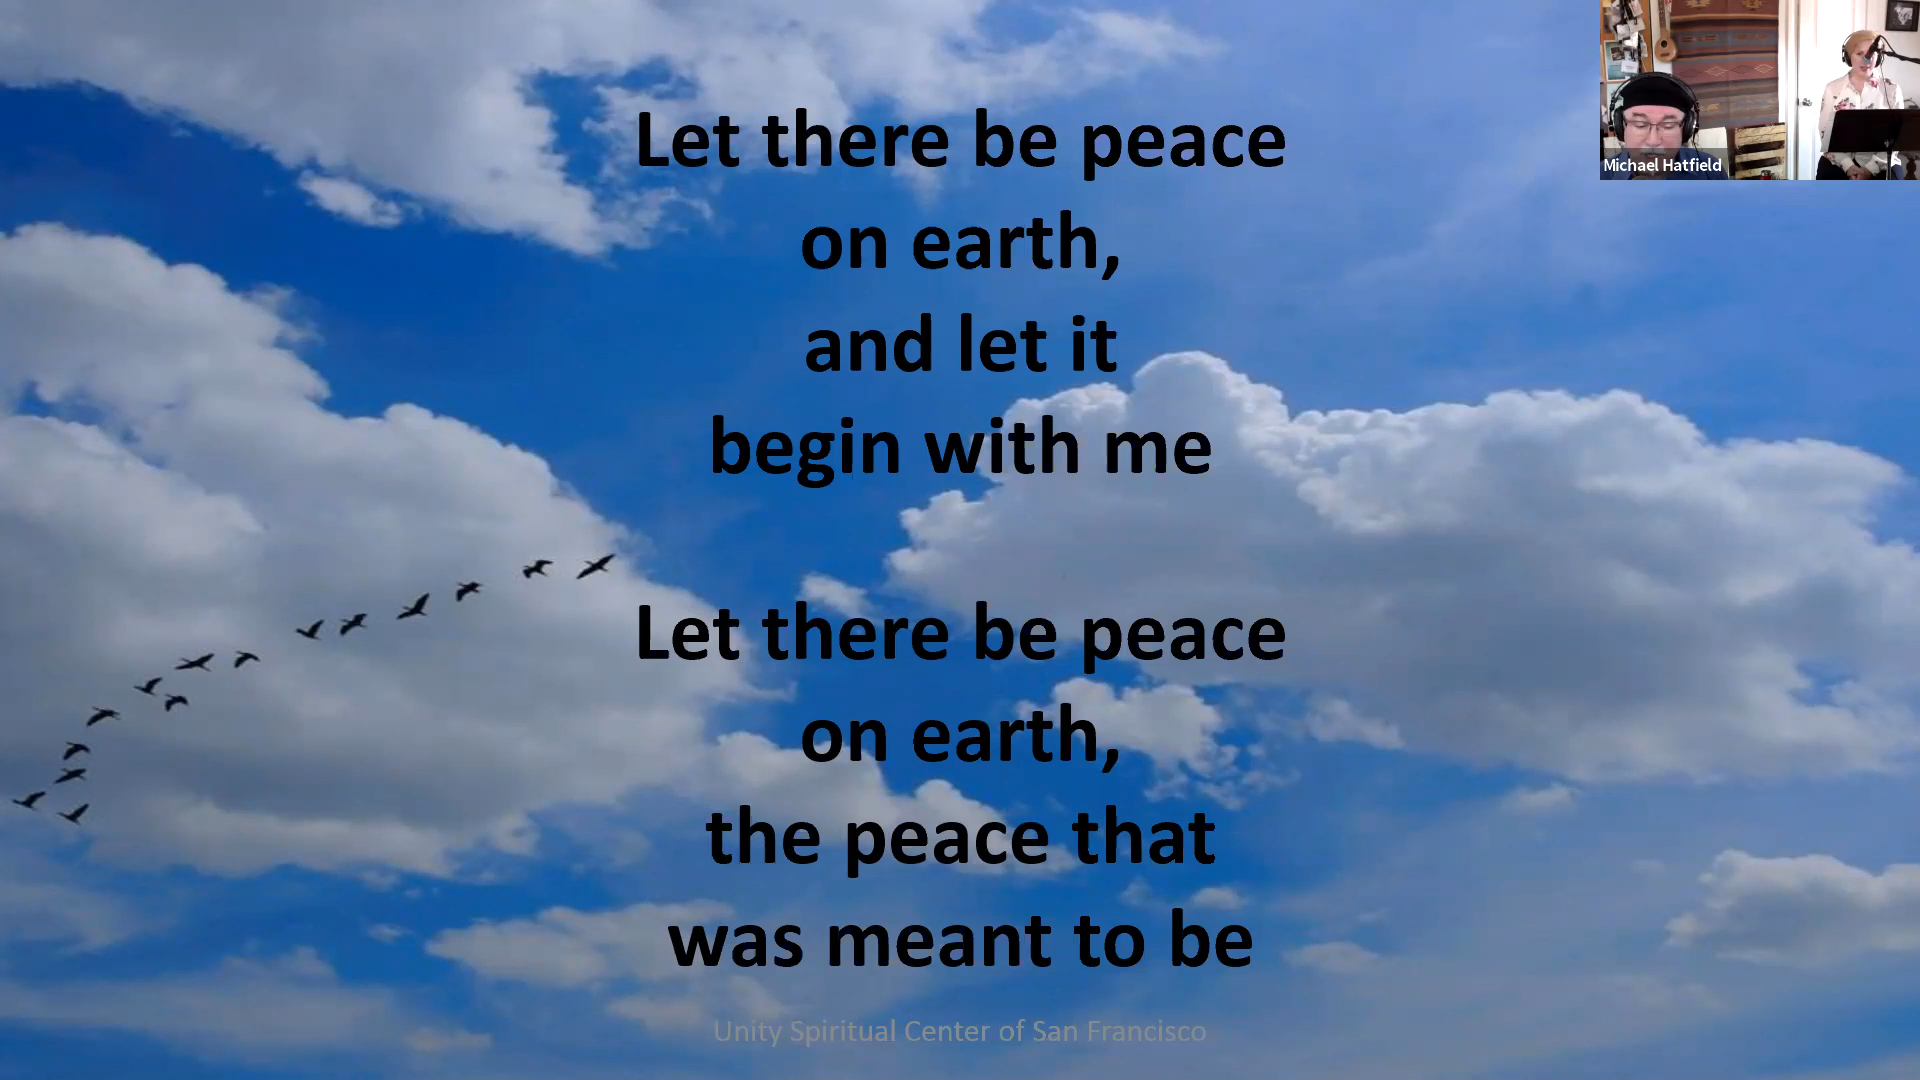 Let there be peace
on earth,
and let it
begin with me
Let there be peace
on earth,
the peace that
was meant to be
Unity Spiritual Center of San Francisco
Michael Hatfield